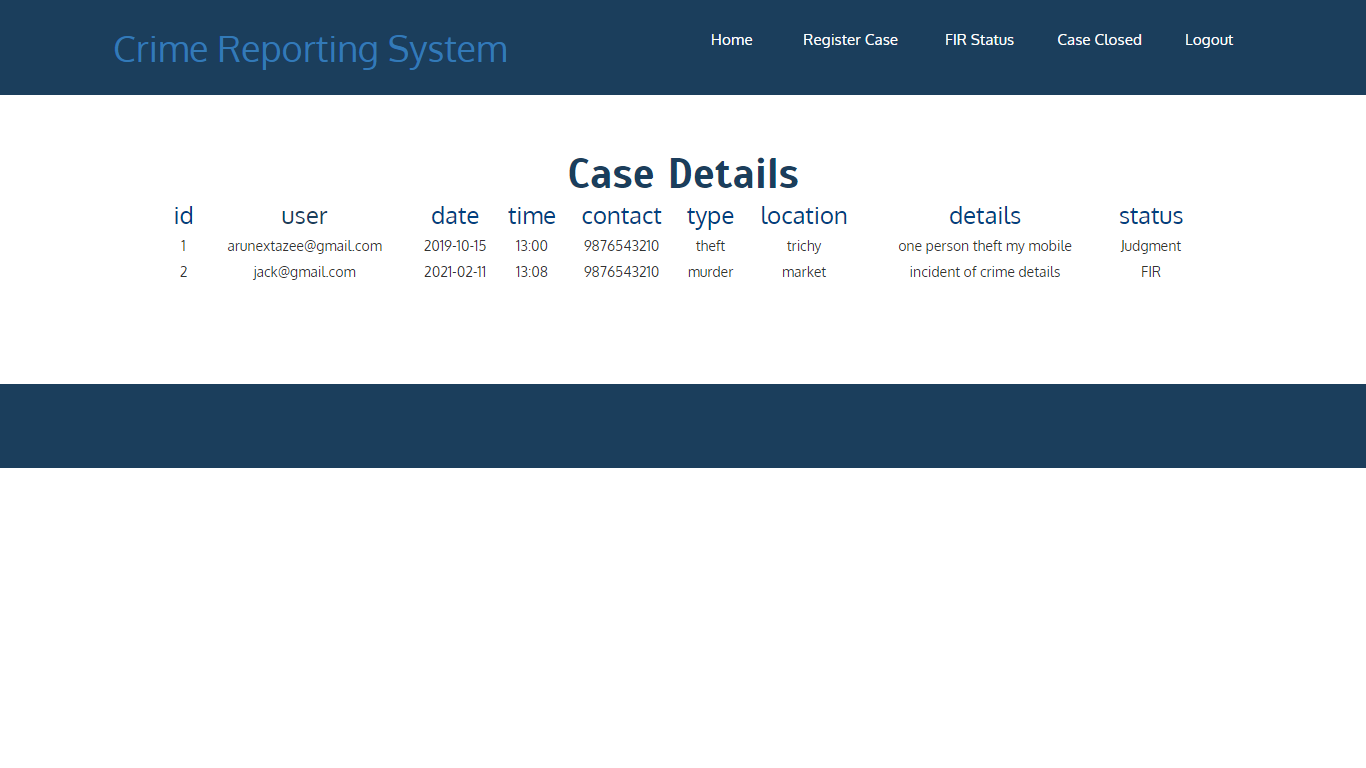 Crime Reporting System
Home Register Case FIR Status Case Closed Logout
Case Details
id user date time contact type location details status
1 arunextazee@gmail.com 2019-10-15 13:00 9876543210 theft trichy one person theft my mobile Judgment
2 jack@gmail.com 2021-02-11 13:08 9876543210 murder market incident of crime details FIR